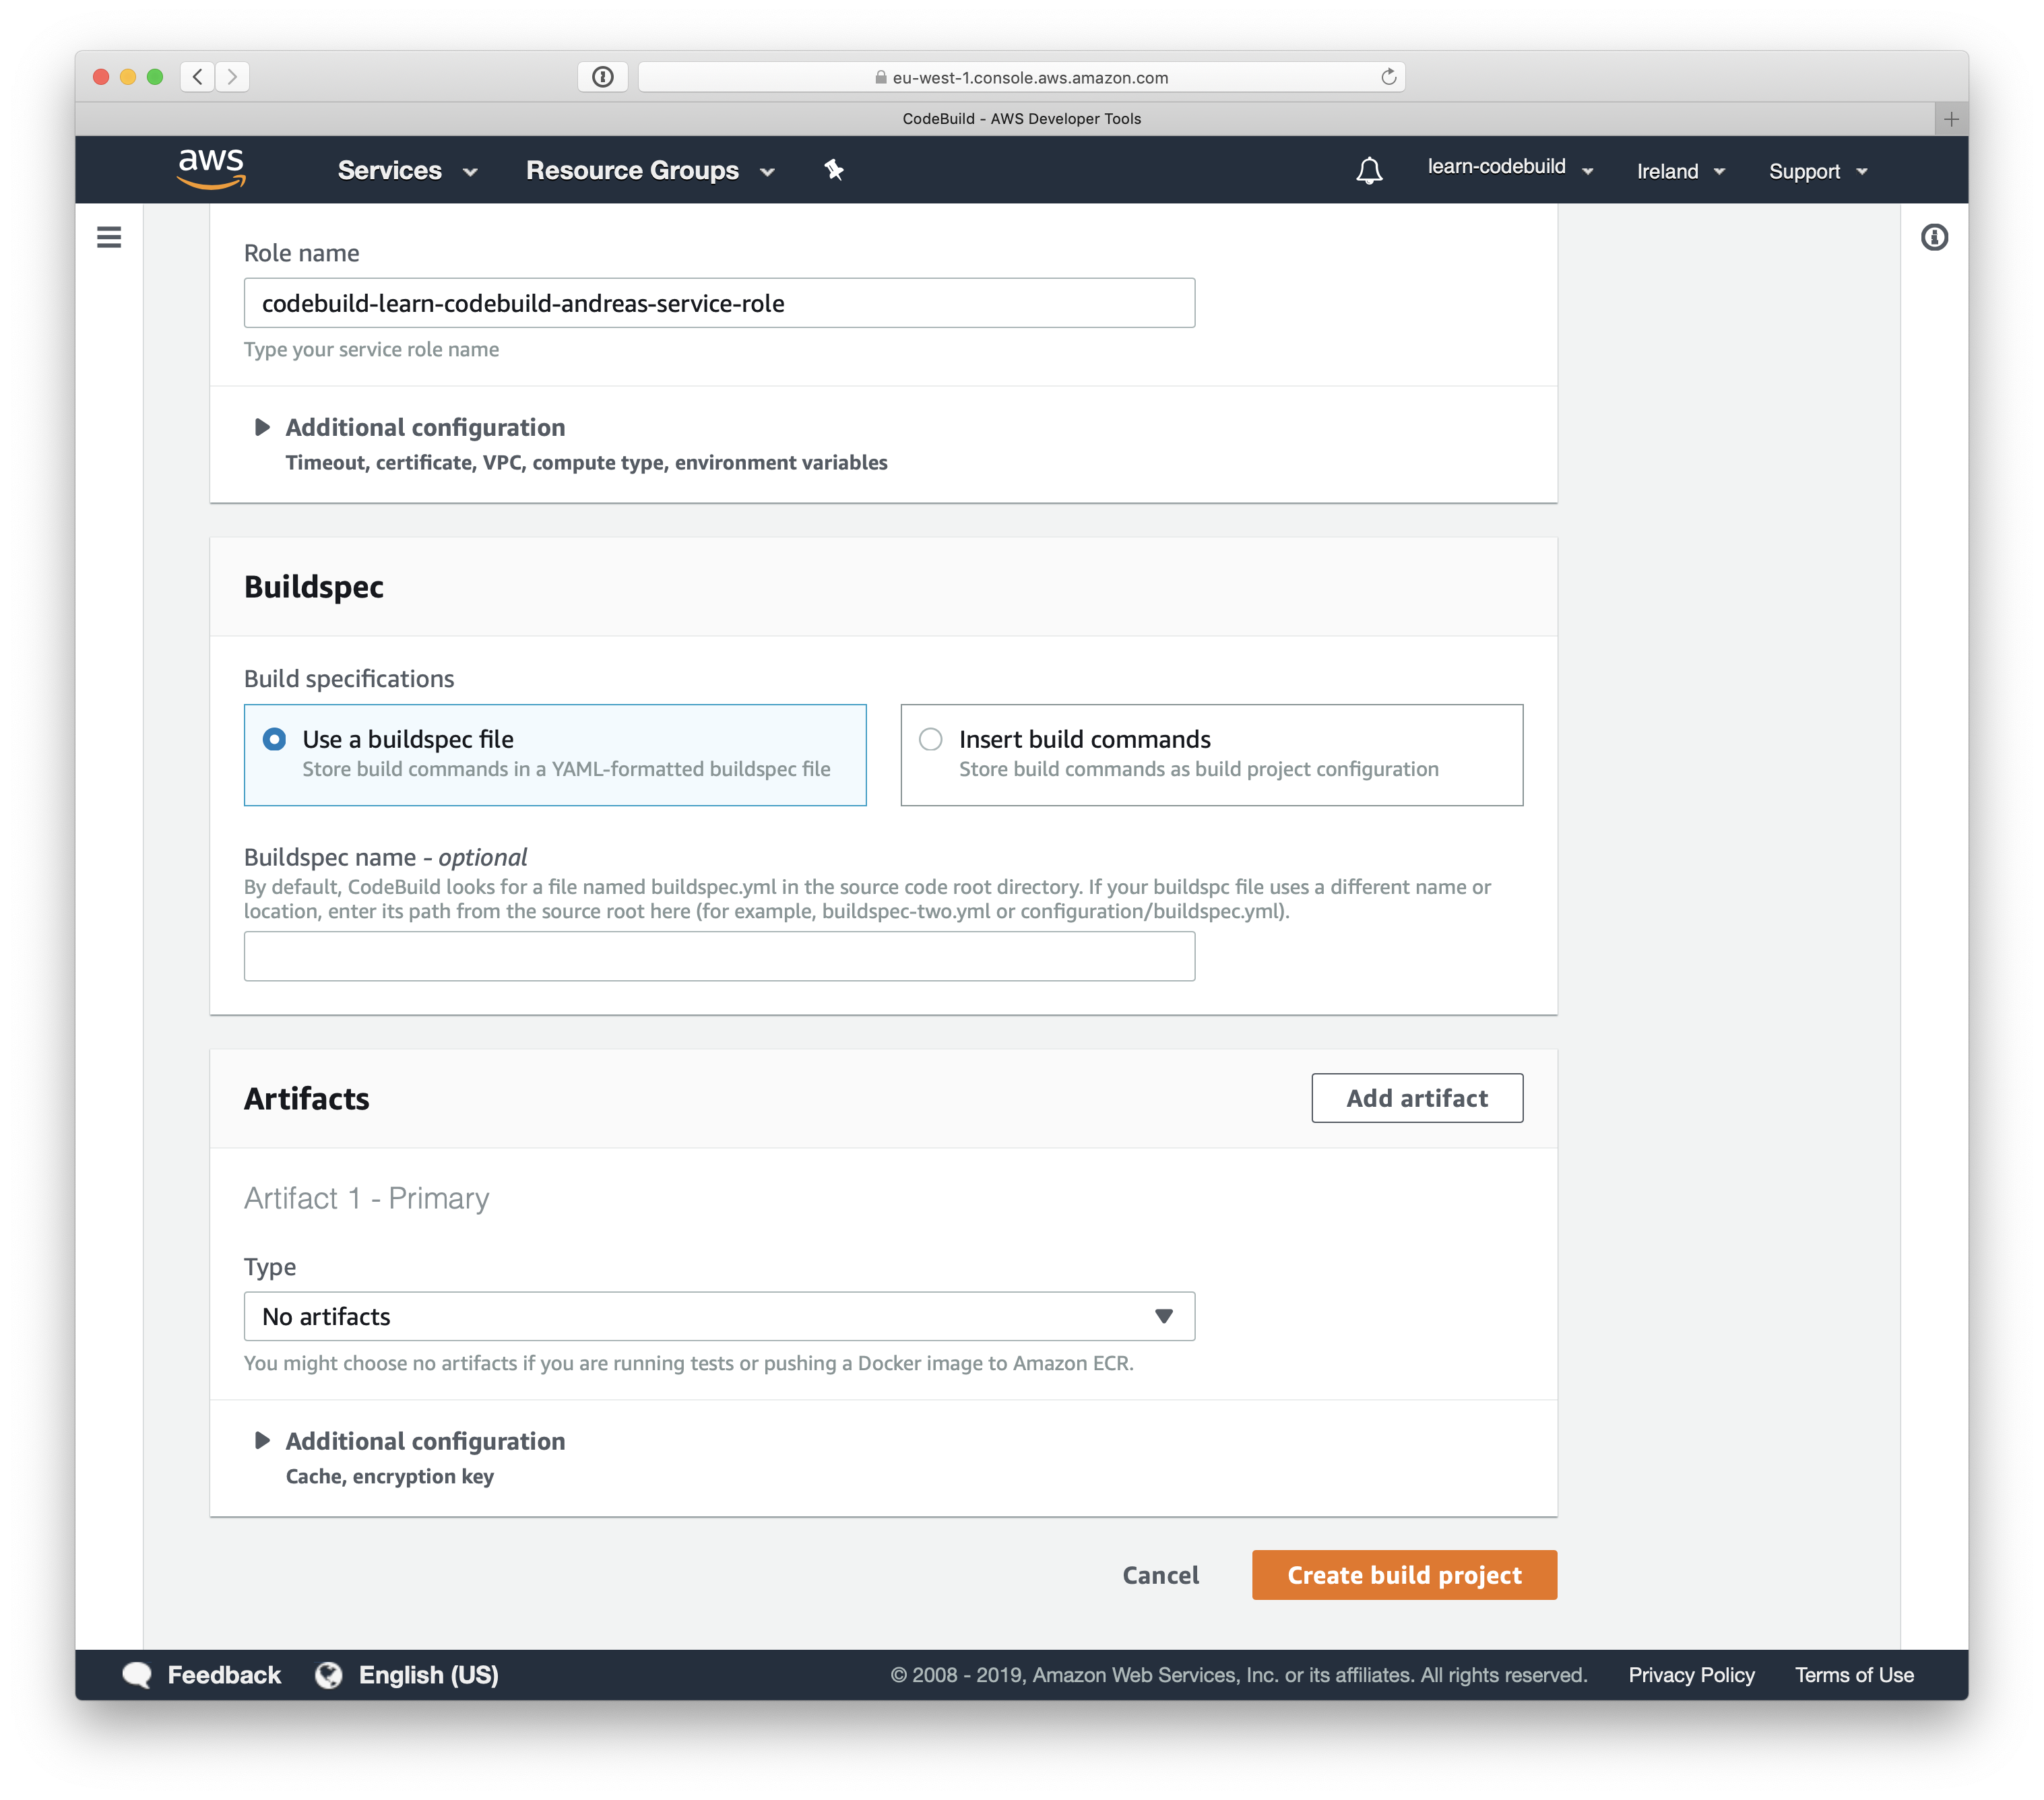 eu-west-1.console.aws.amazon.com
CodeBuild - AWS Developer Tools
aws
Services
Resource Groups
learn-codebuild
Ireland
Support
Role name
codebuild-learn-codebuild-andreas-service-role
Type your service role name
Additional configuration
Timeout, certificate, VPC, compute type, environment variables
Buildspec
Build specifications
Use a buildspec file
Store build commands in a YAML-formatted buildspec file
Insert build commands
Store build commands as build project configuration
Buildspec name - optional
By default, CodeBuild looks for a file named buildspec.yml in the source code root directory. If your buildspc file uses a different name or
location, enter its path from the source root here (for example, buildspec-two.yml or configuration/buildspec.yml).
Artifacts
Add artifact
Artifact 1 - Primary
Type
No artifacts
You might choose no artifacts if you are running tests or pushing a Docker image to Amazon ECR.
Additional configuration
Cache, encryption key
Cancel
Create build project
Feedback
English (US)
© 2008 - 2019, Amazon Web Services, Inc. or its affiliates. All rights reserved.
Privacy Policy
Terms of Use